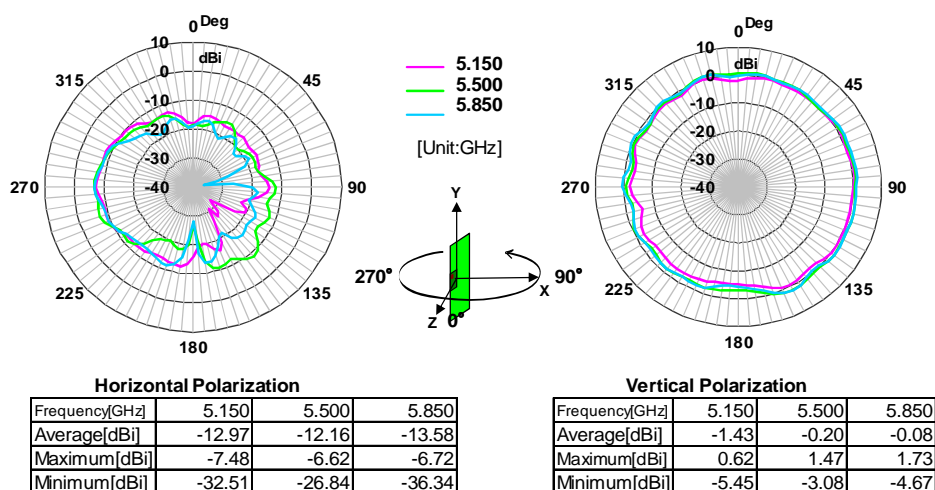 0 Deg
10
dBi
0
-10
-20
-30
-40
45
90
135
180
225
270
315
5.150
5.500
5.850
[Unit:GHz]
Y
270°
90°
X
Z
0°
0 Deg
10
dBi
0
-10
-20
-30
-40
45
90
135
180
225
270
315
Horizontal Polarization
Frequency[GHz] 5.150 5.500 5.850
Average[dBi] -12.97 -12.16 -13.58
Maximum[dBi] -7.48 -6.62 -6.72
Minimum[dBi] -32.51 -26.84 -36.34
Vertical Polarization
Frequency[GHz] 5.150 5.500 5.850
Average[dBi] -1.43 -0.20 -0.08
Maximum[dBi] 0.62 1.47 1.73
Minimum[dBi] -5.45 -3.08 -4.67